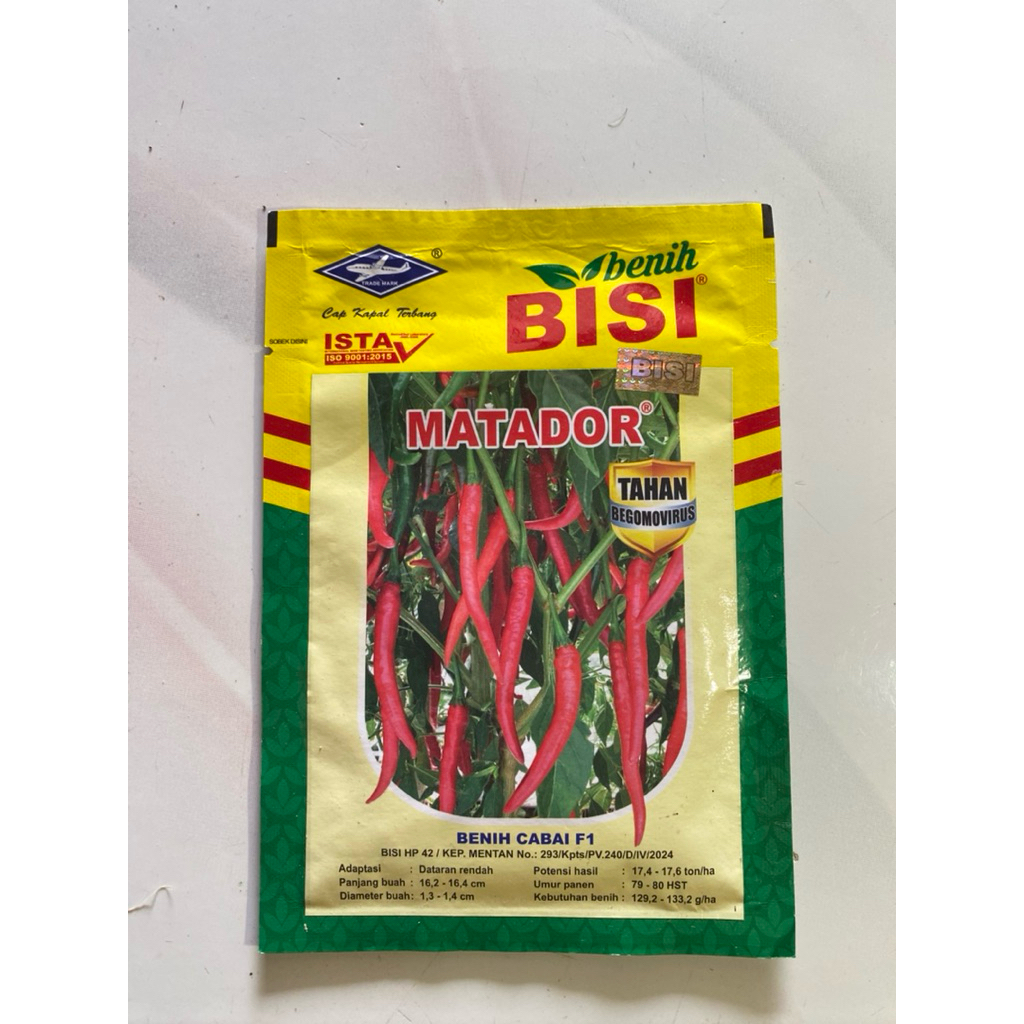 TRADE MARK
®
Cap Kapal Terbang
ISTA
ISO 9001:2015
SOBEK DISINI
benih
BISI®
BISI
MATADOR®
TAHAN
BEGOMOVIRUS
BENIH CABAI F1
BISI HP 42 / KEP. MENTAN No.: 293/Kpts/PV.240/D/IV/2024
Adaptasi : Dataran rendah
Panjang buah : 16,2 - 16,4 cm
Diameter buah : 1,3 - 1,4 cm
Potensi hasil : 17,4 - 17,6 ton/ha
Umur panen : 79 - 80 HST
Kebutuhan benih : 129,2 - 133,2 g/ha